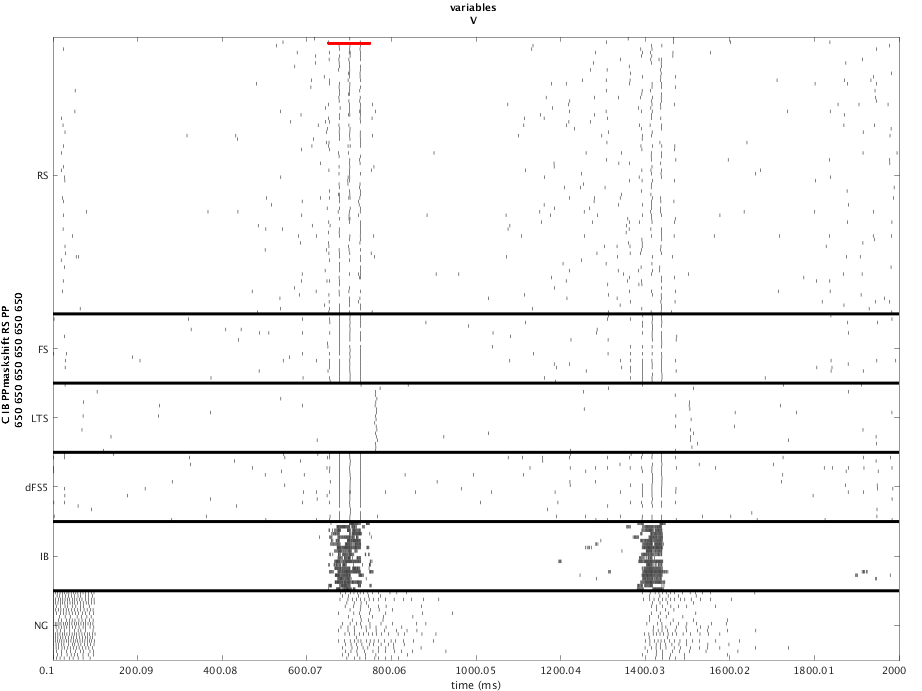 variables
V
C IB PPmaskshift RS PP
650 650 650 650 650 650
RS
FS
LTS
dFS5
IB
NG
0.1 200.09 400.08 600.07 800.06 1000.05 1200.04 1400.03 1600.02 1800.01 2000
time (ms)